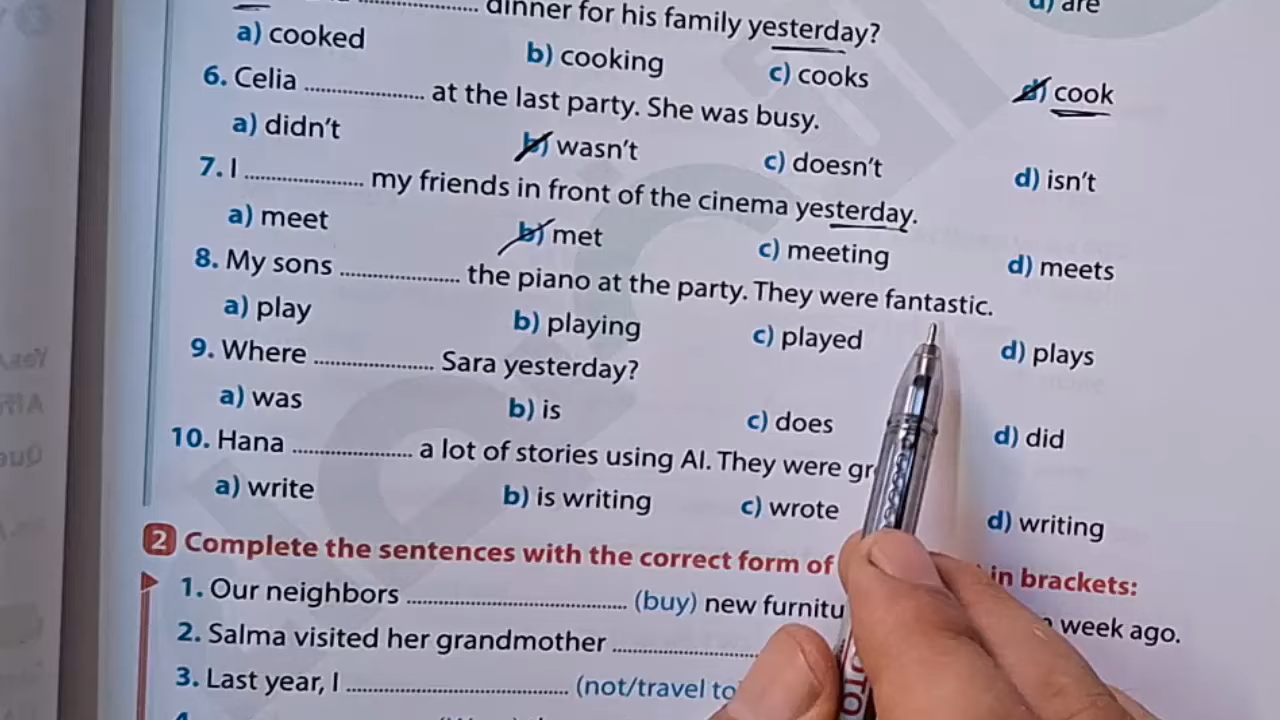 dinner for his family yesterday?
d) are
a) cooked b) cooking c) cooks d) cook
6. Celia .................... at the last party. She was busy.
a) didn't b) wasn't c) doesn't d) isn't
7. I .................... my friends in front of the cinema yesterday.
a) meet b) met c) meeting d) meets
8. My sons .................... the piano at the party. They were fantastic.
a) play b) playing c) played d) plays
9. Where .................... Sara yesterday?
a) was b) is c) does d) did
10. Hana .................... a lot of stories using AI. They were gr
a) write b) is writing c) wrote d) writing
2 Complete the sentences with the correct form of in brackets:
1. Our neighbors .................... (buy) new furnitu week ago.
2. Salma visited her grandmother ....................
3. Last year, I .................... (not/travel to